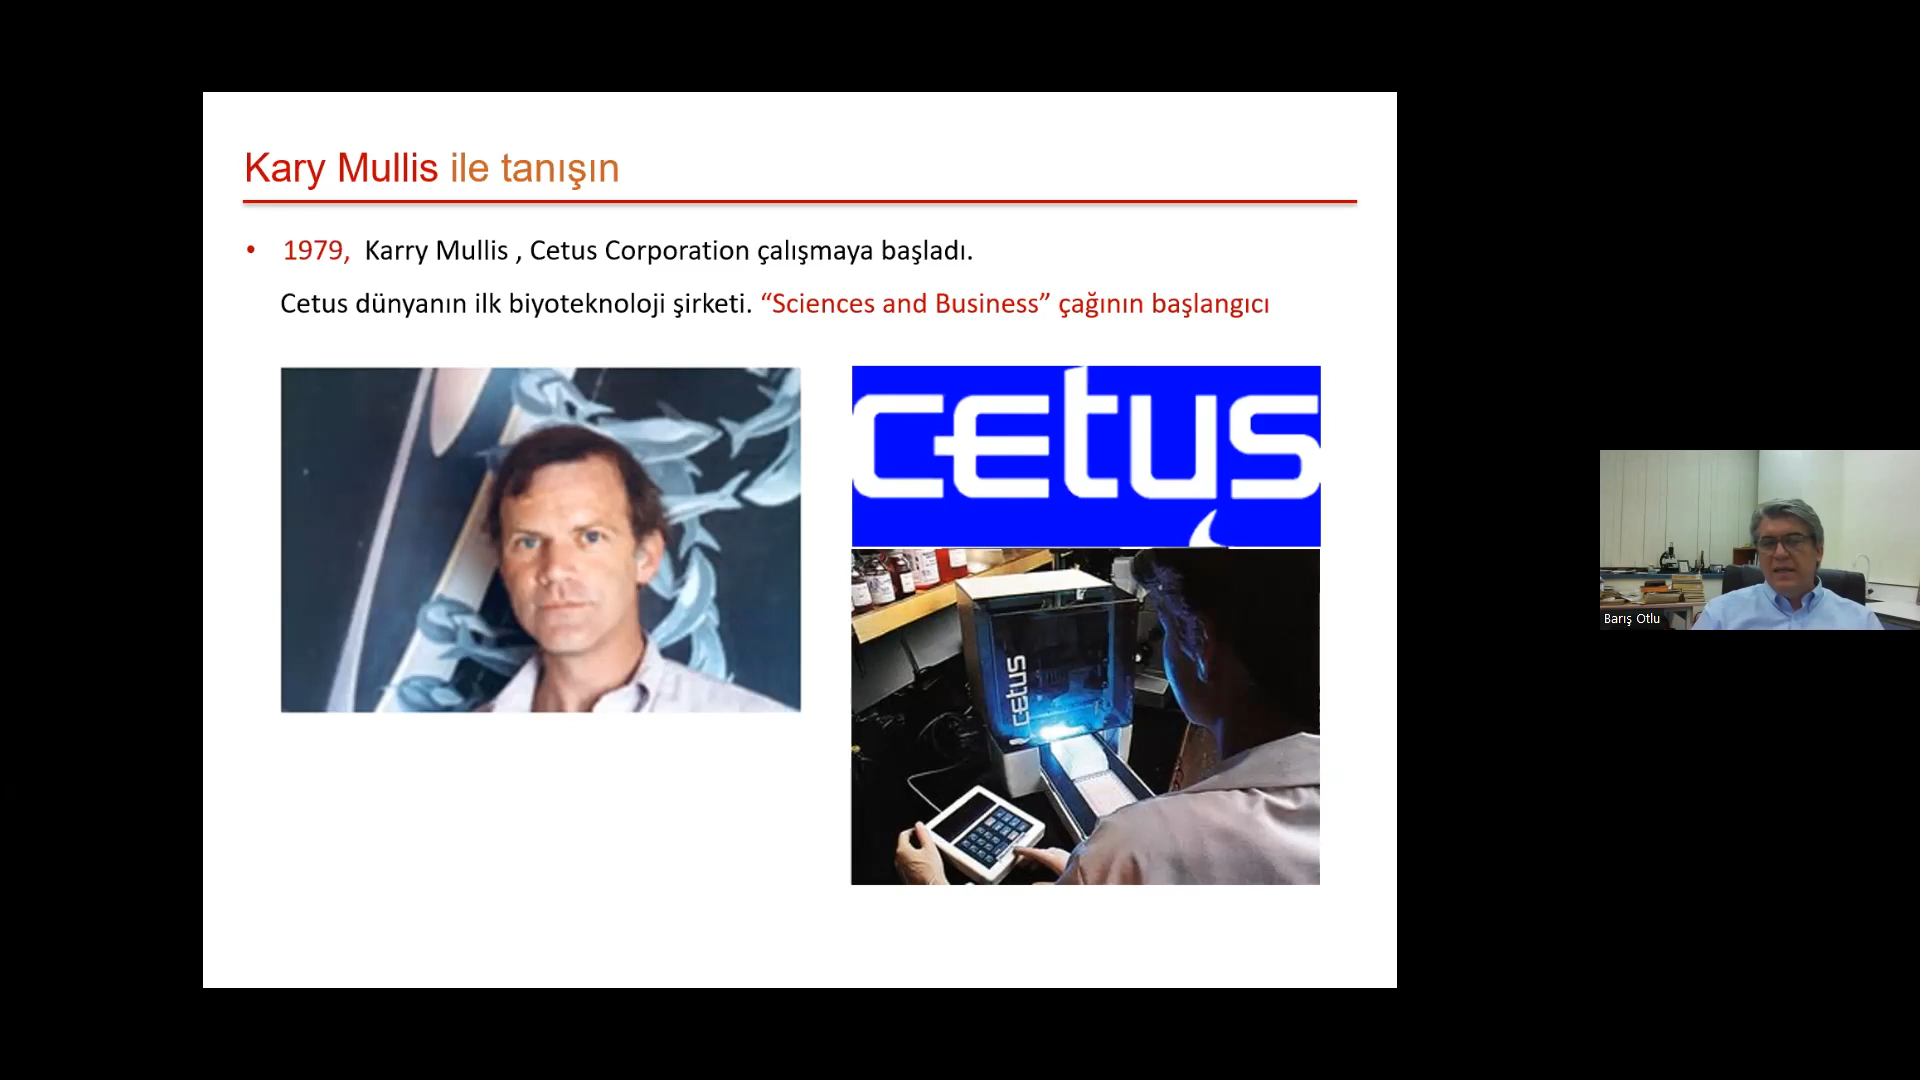 Kary Mullis ile tanışın
• 1979, Karry Mullis , Cetus Corporation çalışmaya başladı.
Cetus dünyanın ilk biyoteknoloji şirketi. “Sciences and Business” çağının başlangıcı
cetus
cetus
Barış Otlu